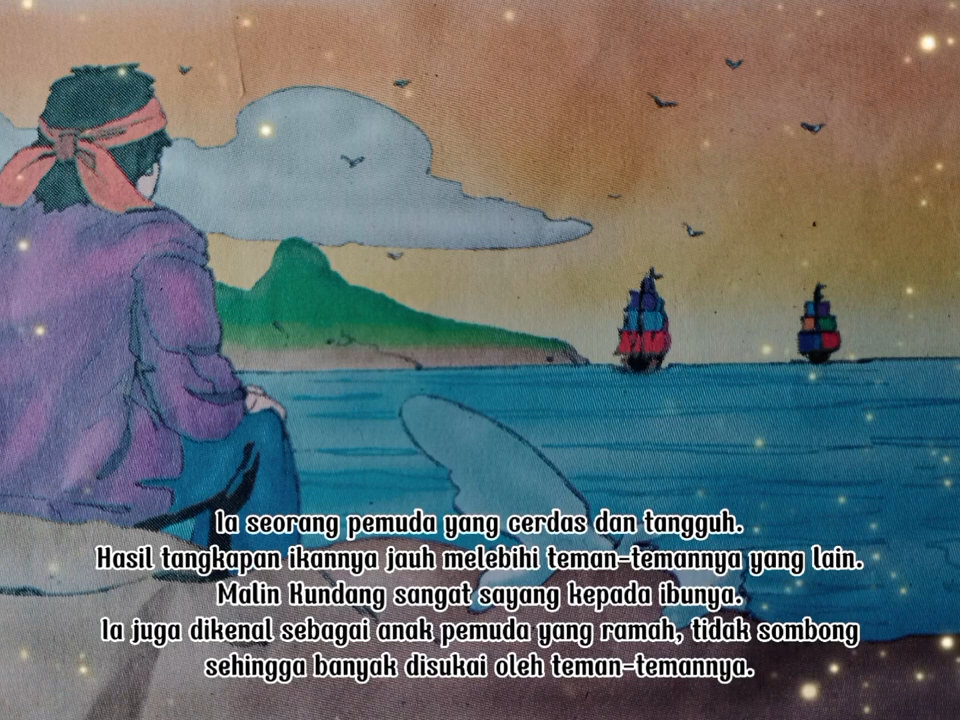 Ia seorang pemuda yang cerdas dan tangguh.
Hasil tangkapan ikannya jauh melebihi teman-temannya yang lain.
Malin Kundang sangat sayang kepada ibunya.
Ia juga dikenal sebagai anak pemuda yang ramah, tidak sombong
sehingga banyak disukai oleh teman-temannya.